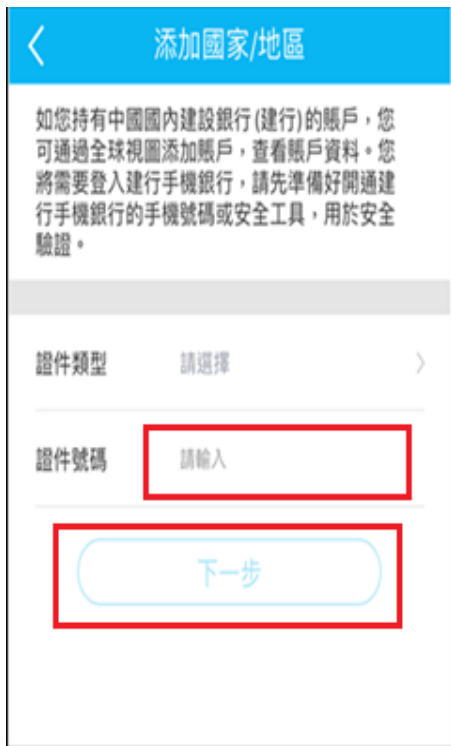 添加國家/地區
如您持有中國國內建設銀行(建行)的賬戶，您
可通過全球視圖添加賬戶，查看賬戶資料。您
將需要登入建行手機銀行，請先準備好開通建
行手機銀行的手機號碼或安全工具，用於安全
驗證。
證件類型 請選擇
證件號碼 請輸入
下一步